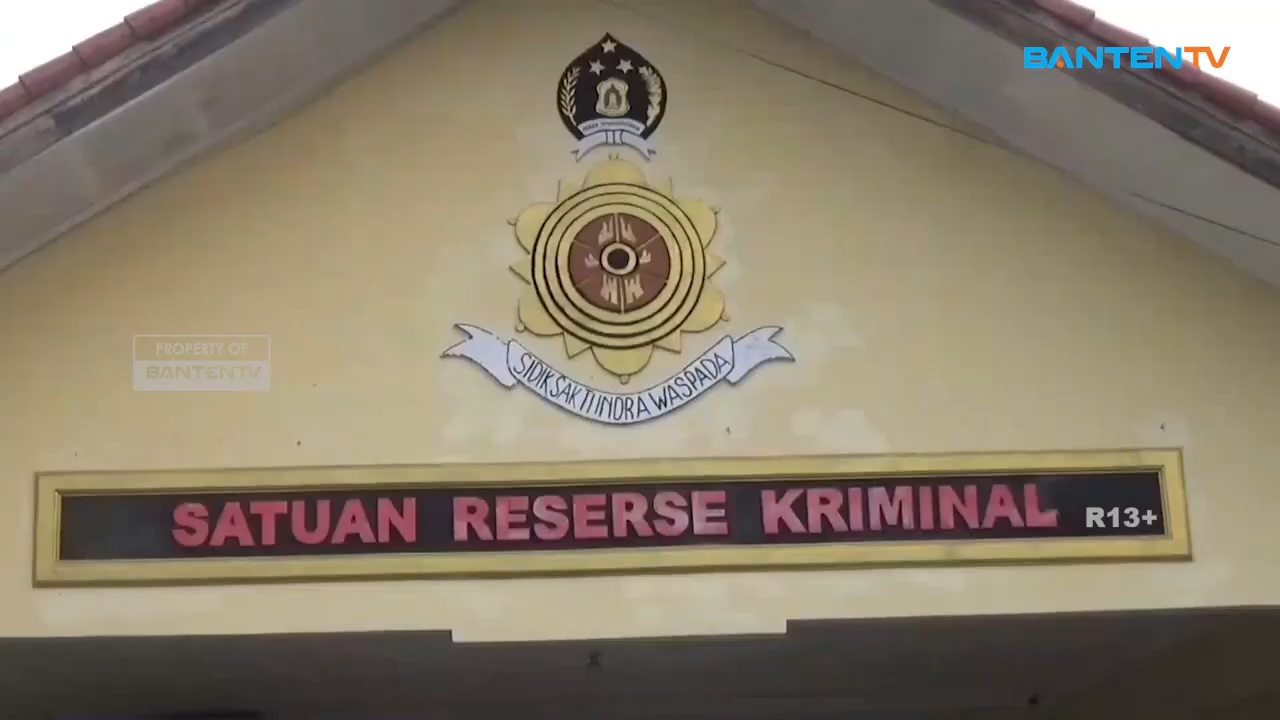 BANTENTV
SIDIK SAKTI INDRA WASPADA
PROPERTY OF
BANTENTV
SATUAN RESERSE KRIMINAL
R13+